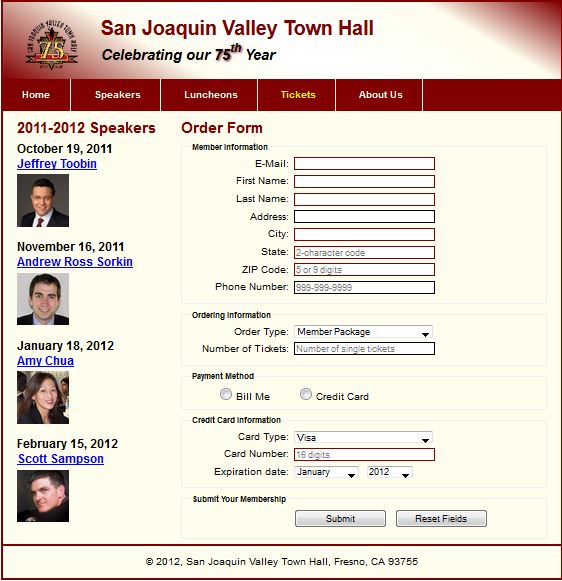 SAN JOAQUIN VALLEY TOWN HALL
75
San Joaquin Valley Town Hall
Celebrating our 75th Year
Home Speakers Luncheons Tickets About Us
2011-2012 Speakers
October 19, 2011
Jeffrey Toobin
November 16, 2011
Andrew Ross Sorkin
January 18, 2012
Amy Chua
February 15, 2012
Scott Sampson
Order Form
Member Information
E-Mail:
First Name:
Last Name:
Address:
City:
State: 2-character code
ZIP Code: 5 or 9 digits
Phone Number: 999-999-9999
Ordering Information
Order Type: Member Package
Number of Tickets: Number of single tickets
Payment Method
Bill Me Credit Card
Credit Card Information
Card Type: Visa
Card Number: 16 digits
Expiration date: January 2012
Submit Your Membership
Submit Reset Fields
© 2012, San Joaquin Valley Town Hall, Fresno, CA 93755